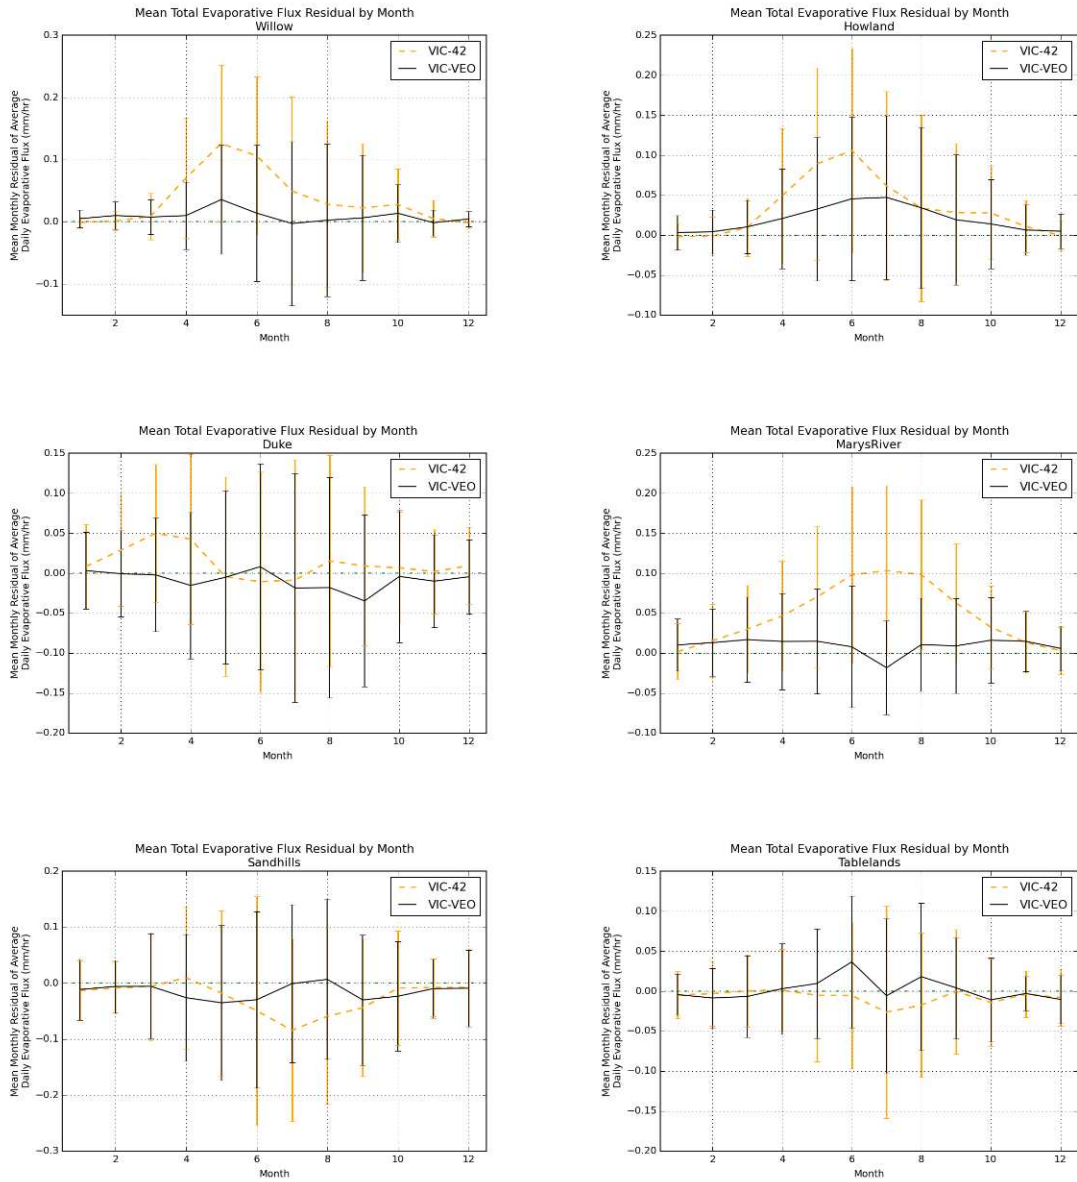 Mean Total Evaporative Flux Residual by Month
Willow
VIC-42
VIC-VEO
Mean Monthly Residual of Average
Daily Evaporative Flux (mm/hr)
0.3
0.2
0.1
0.0
−0.1
2 4 6 8 10 12
Month
Mean Total Evaporative Flux Residual by Month
Howland
VIC-42
VIC-VEO
Mean Monthly Residual of Average
Daily Evaporative Flux (mm/hr)
0.25
0.20
0.15
0.10
0.05
0.00
−0.05
−0.10
2 4 6 8 10 12
Month
Mean Total Evaporative Flux Residual by Month
Duke
VIC-42
VIC-VEO
Mean Monthly Residual of Average
Daily Evaporative Flux (mm/hr)
0.15
0.10
0.05
0.00
−0.05
−0.10
−0.15
−0.20
2 4 6 8 10 12
Month
Mean Total Evaporative Flux Residual by Month
MarysRiver
VIC-42
VIC-VEO
Mean Monthly Residual of Average
Daily Evaporative Flux (mm/hr)
0.25
0.20
0.15
0.10
0.05
0.00
−0.05
−0.10
2 4 6 8 10 12
Month
Mean Total Evaporative Flux Residual by Month
Sandhills
VIC-42
VIC-VEO
Mean Monthly Residual of Average
Daily Evaporative Flux (mm/hr)
0.2
0.1
0.0
−0.1
−0.2
−0.3
2 4 6 8 10 12
Month
Mean Total Evaporative Flux Residual by Month
Tablelands
VIC-42
VIC-VEO
Mean Monthly Residual of Average
Daily Evaporative Flux (mm/hr)
0.15
0.10
0.05
0.00
−0.05
−0.10
−0.15
−0.20
2 4 6 8 10 12
Month